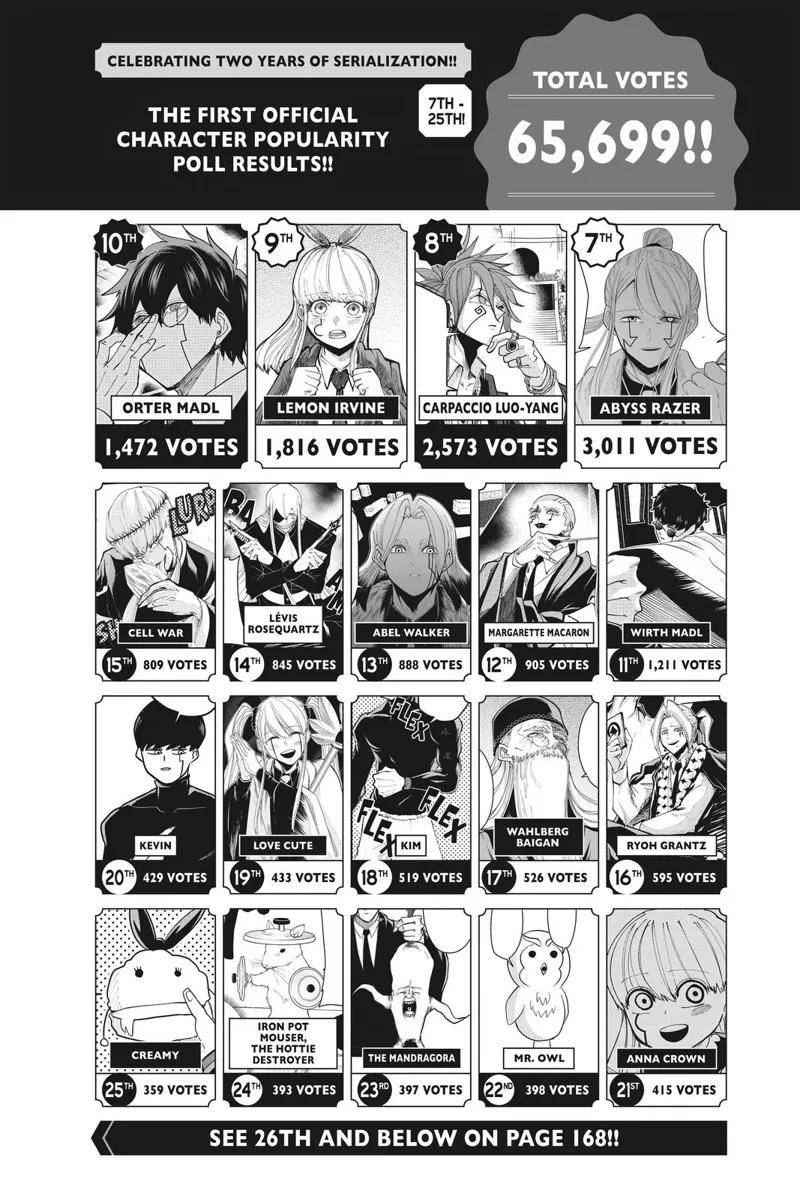 CELEBRATING TWO YEARS OF SERIALIZATION!!
THE FIRST OFFICIAL
CHARACTER POPULARITY
POLL RESULTS!!
7TH -
25TH!
TOTAL VOTES
65,699!!
10TH
ORTER MADL
1,472 VOTES
9TH
LEMON IRVINE
1,816 VOTES
8TH
CARPACCIO LUO-YANG
2,573 VOTES
7TH
ABYSS RAZER
3,011 VOTES
LURP
CELL WAR
15TH 809 VOTES
BA
LÉVIS
ROSEQUARTZ
14TH 845 VOTES
ABEL WALKER
13TH 888 VOTES
MARGARETTE MACARON
12TH 905 VOTES
WIRTH MADL
11TH 1,211 VOTES
KEVIN
20TH 429 VOTES
LOVE CUTE
19TH 433 VOTES
FLEX
FLEX
FLEX
KIM
18TH 519 VOTES
WAHLBERG
BAIGAN
17TH 526 VOTES
RYOH GRANTZ
16TH 595 VOTES
CREAMY
25TH 359 VOTES
IRON POT
MOUSER,
THE HOTTIE
DESTROYER
24TH 393 VOTES
THE MANDRAGORA
23RD 397 VOTES
MR. OWL
22ND 398 VOTES
ANNA CROWN
21ST 415 VOTES
SEE 26TH AND BELOW ON PAGE 168!!